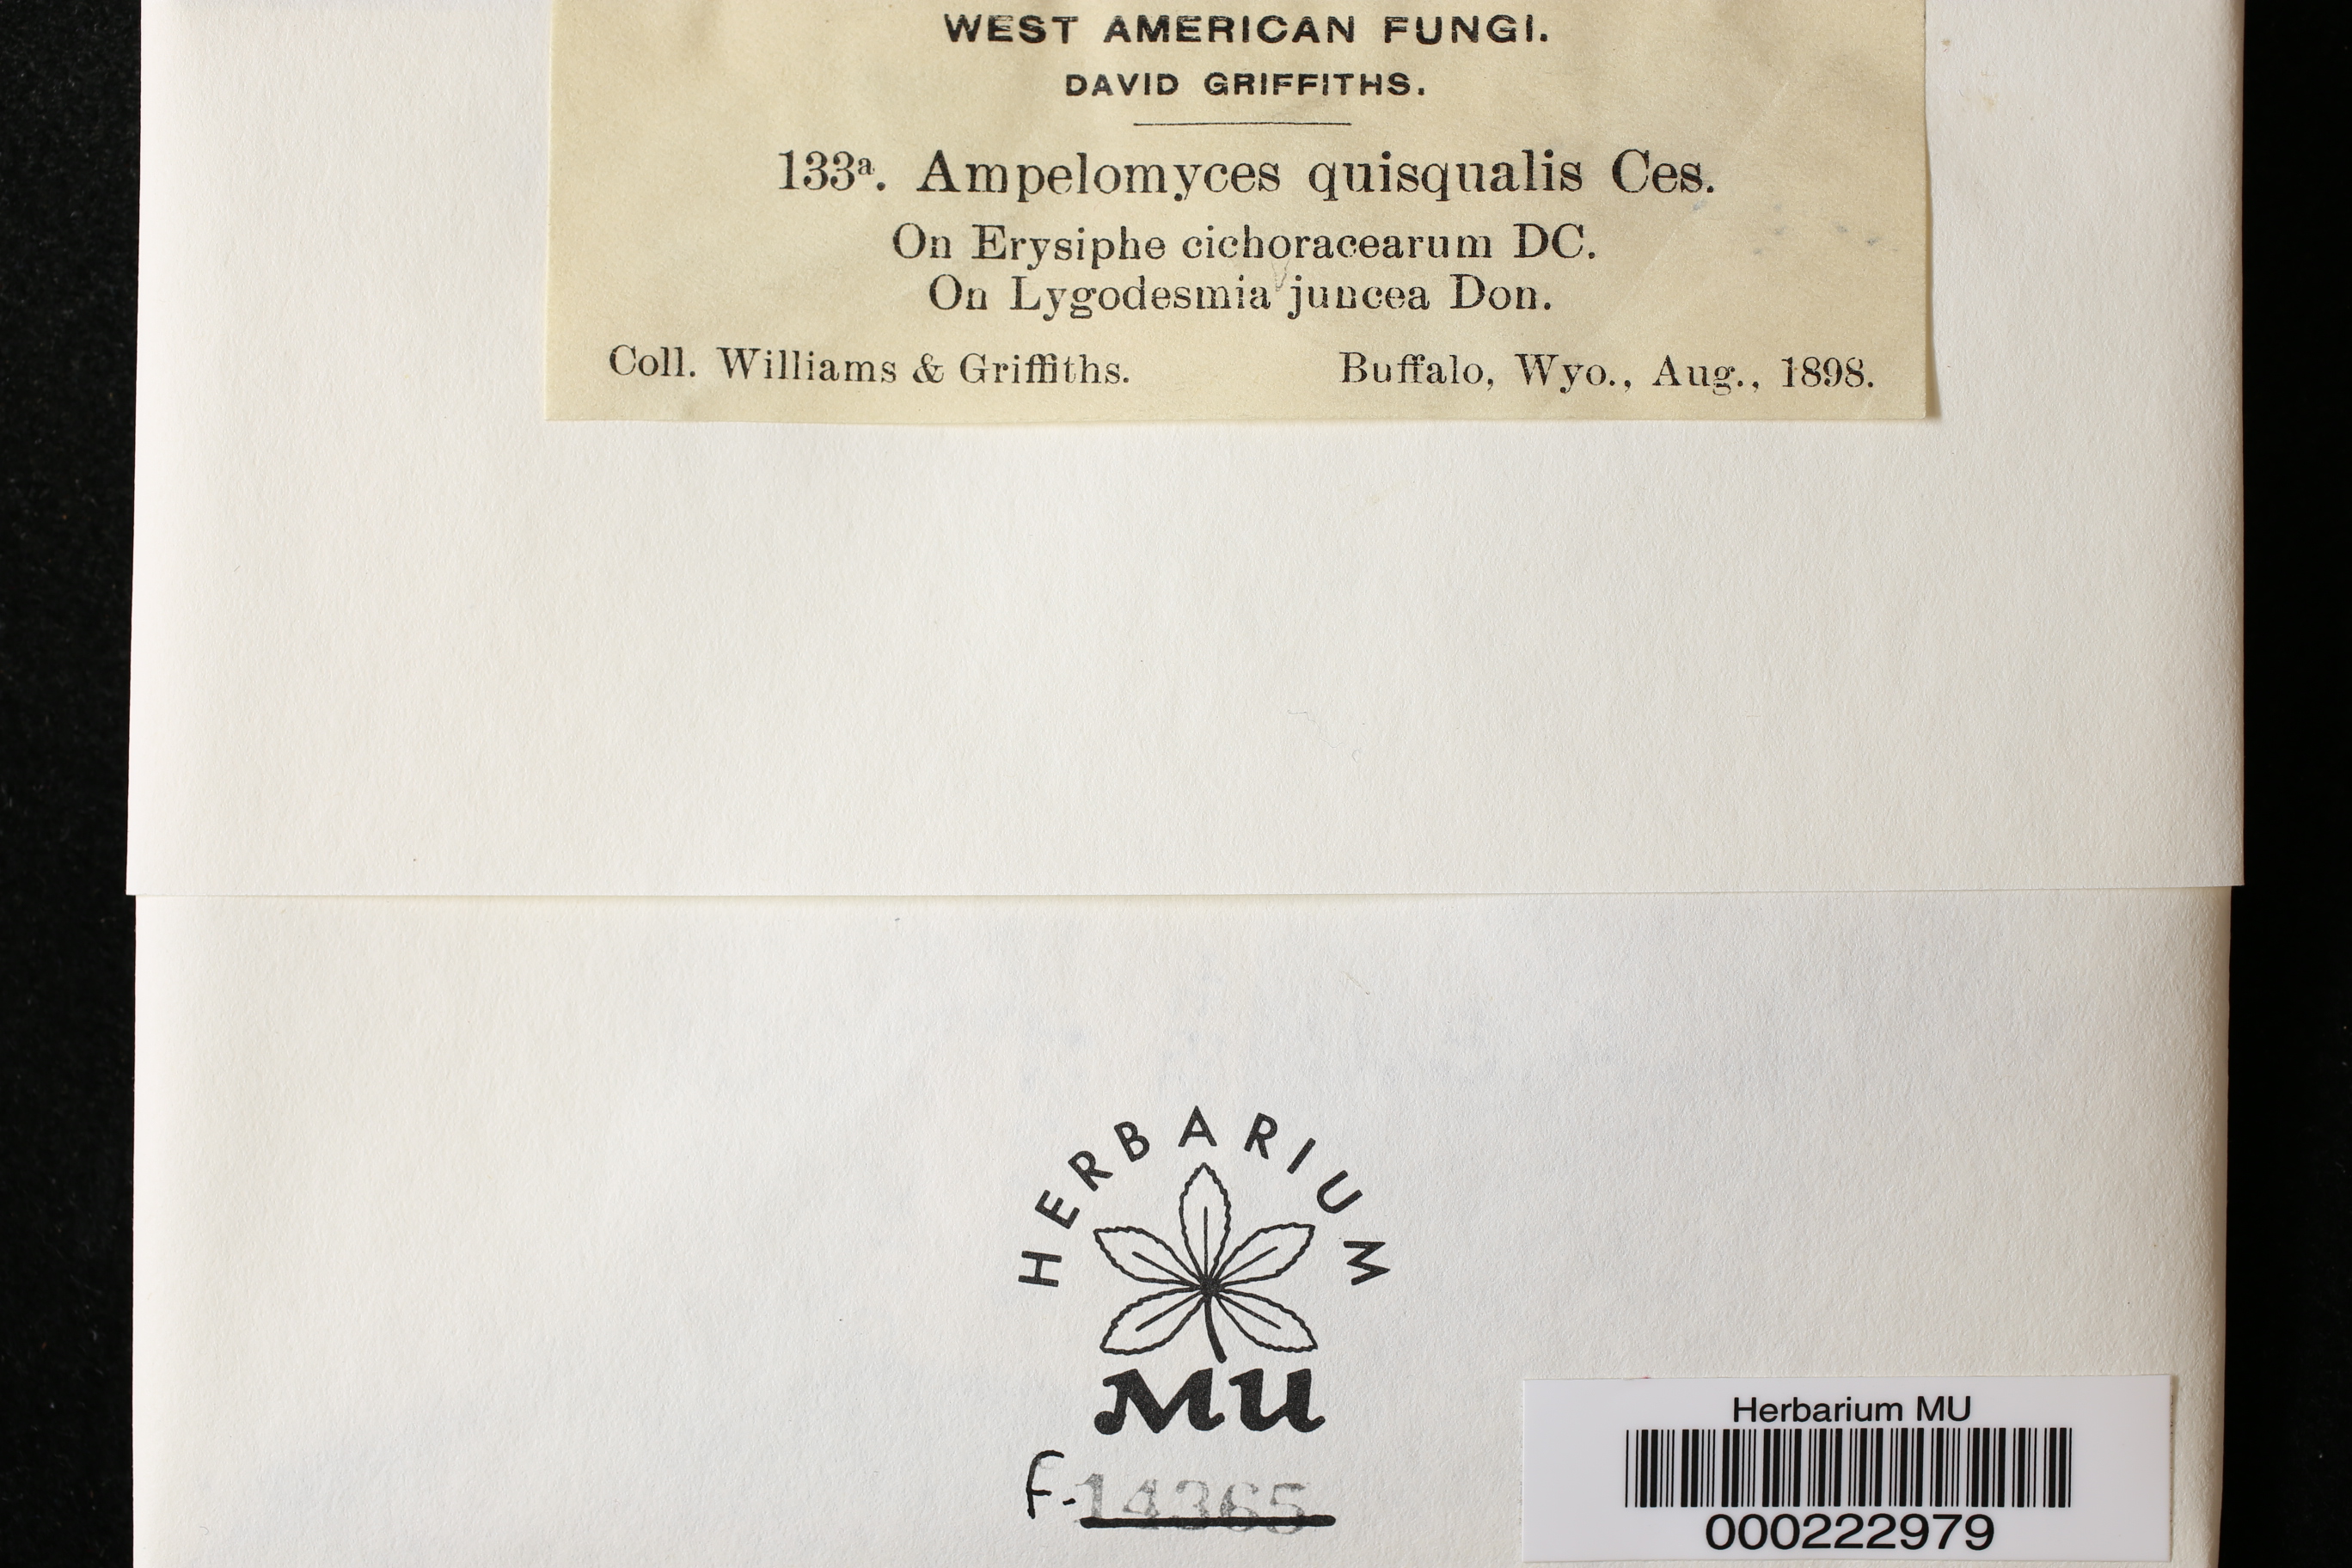 WEST AMERICAN FUNGI.
DAVID GRIFFITHS.
133ª. Ampelomyces quisqualis Ces.
On Erysiphe cichoracearum DC.
On Lygodesmia juncea Don.
Coll. Williams & Griffiths. Buffalo, Wyo., Aug., 1898.
HERBARIUM
MU
F-14365
Herbarium MU
000222979